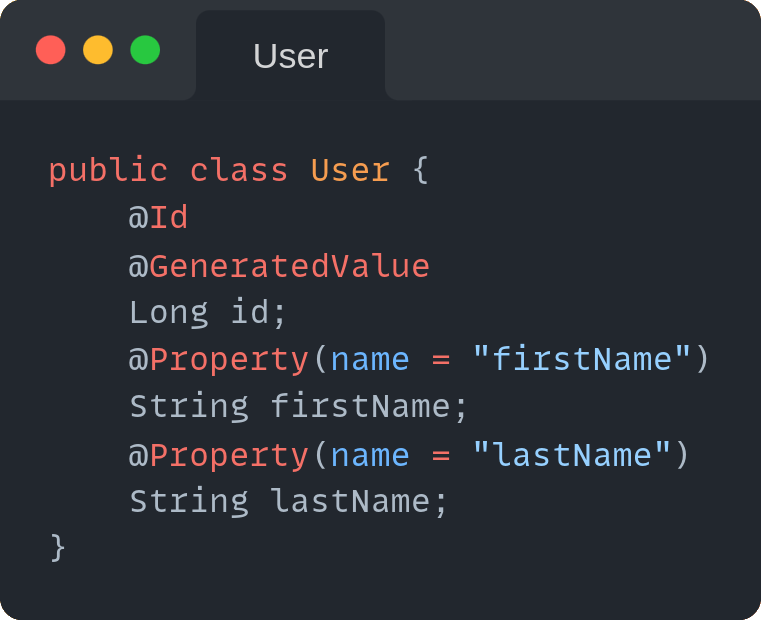 User
public class User {
    @Id
    @GeneratedValue
    Long id;
    @Property(name = "firstName")
    String firstName;
    @Property(name = "lastName")
    String lastName;
}